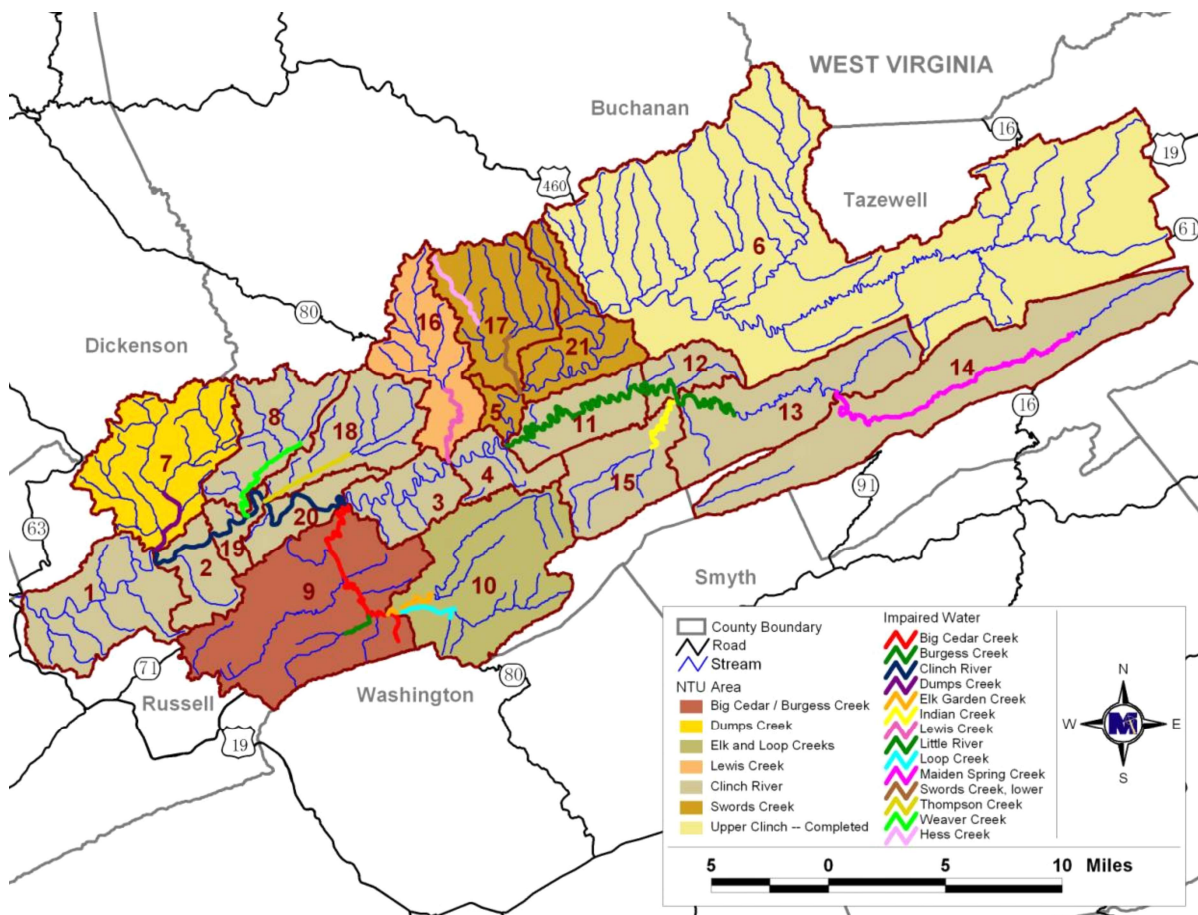 WEST VIRGINIA
Buchanan
16
19
460
Tazewell
61
6
80
16
17
21
Dickenson
12
14
8
5
13
16
18
11
7
4
15
91
63
3
20
19
2
1
9
10
Smyth
71
80
Russell
Washington
19
County Boundary
Road
Stream
NTU Area
Big Cedar / Burgess Creek
Dumps Creek
Elk and Loop Creeks
Lewis Creek
Clinch River
Swords Creek
Upper Clinch -- Completed
Impaired Water
Big Cedar Creek
Burgess Creek
Clinch River
Dumps Creek
Elk Garden Creek
Indian Creek
Lewis Creek
Little River
Loop Creek
Maiden Spring Creek
Swords Creek, lower
Thompson Creek
Weaver Creek
Hess Creek
N
W
E
S
M
5 0 5 10 Miles